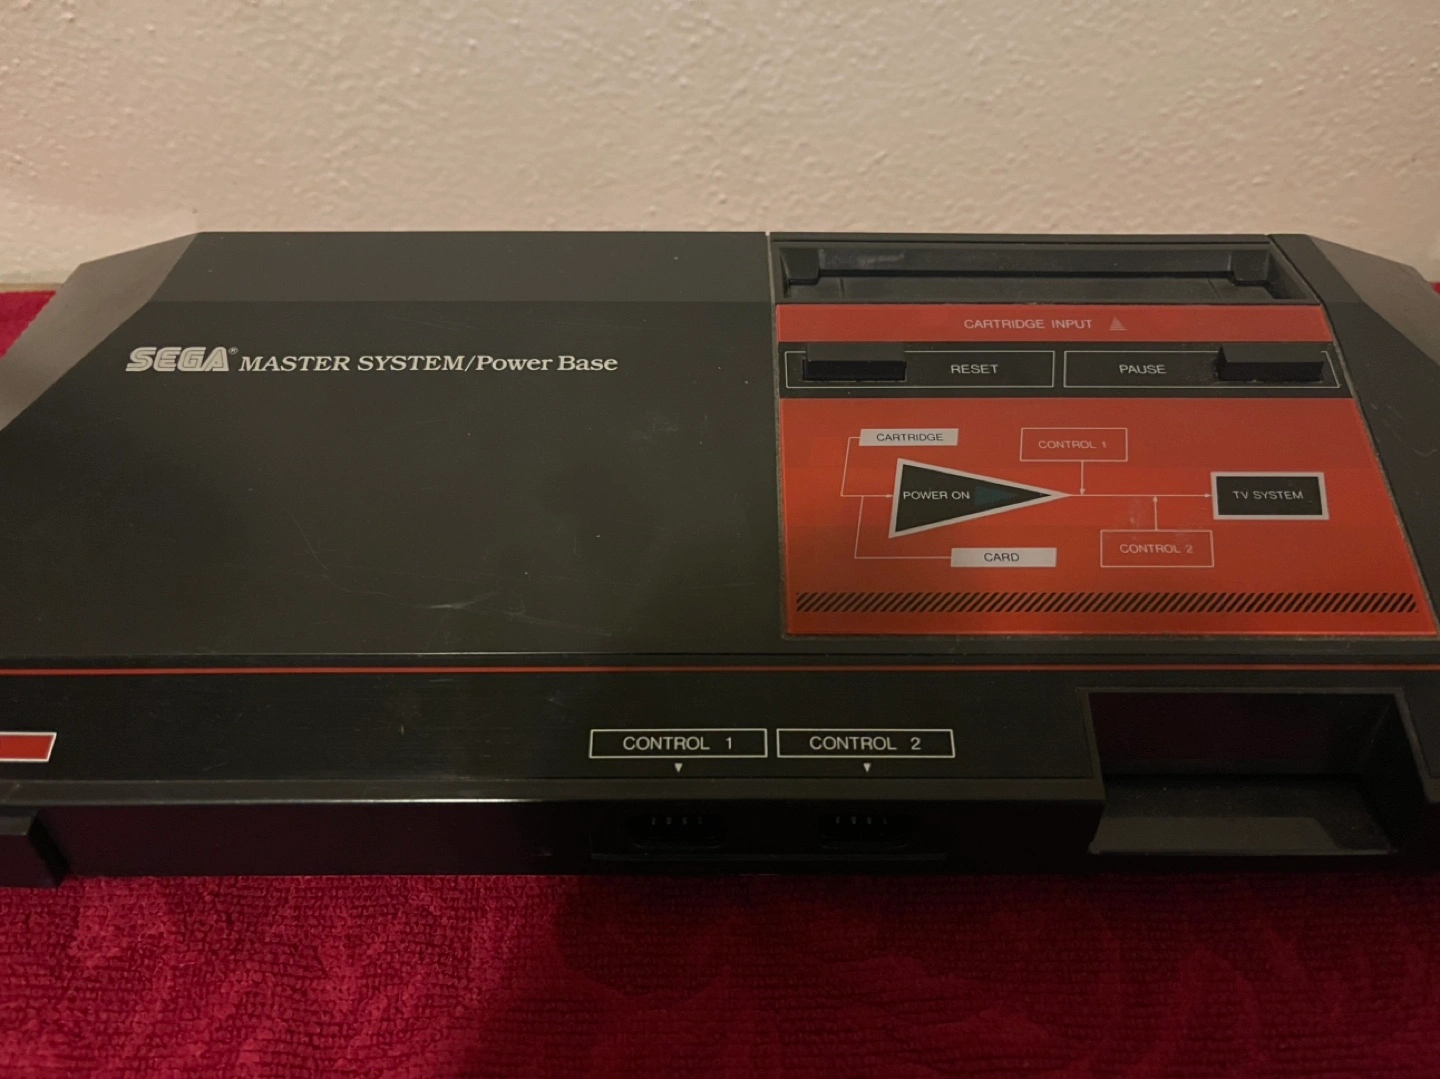 SEGA® MASTER SYSTEM/Power Base
CARTRIDGE INPUT
RESET
PAUSE
CARTRIDGE
CONTROL 1
POWER ON
TV SYSTEM
CARD
CONTROL 2
CONTROL 1
CONTROL 2